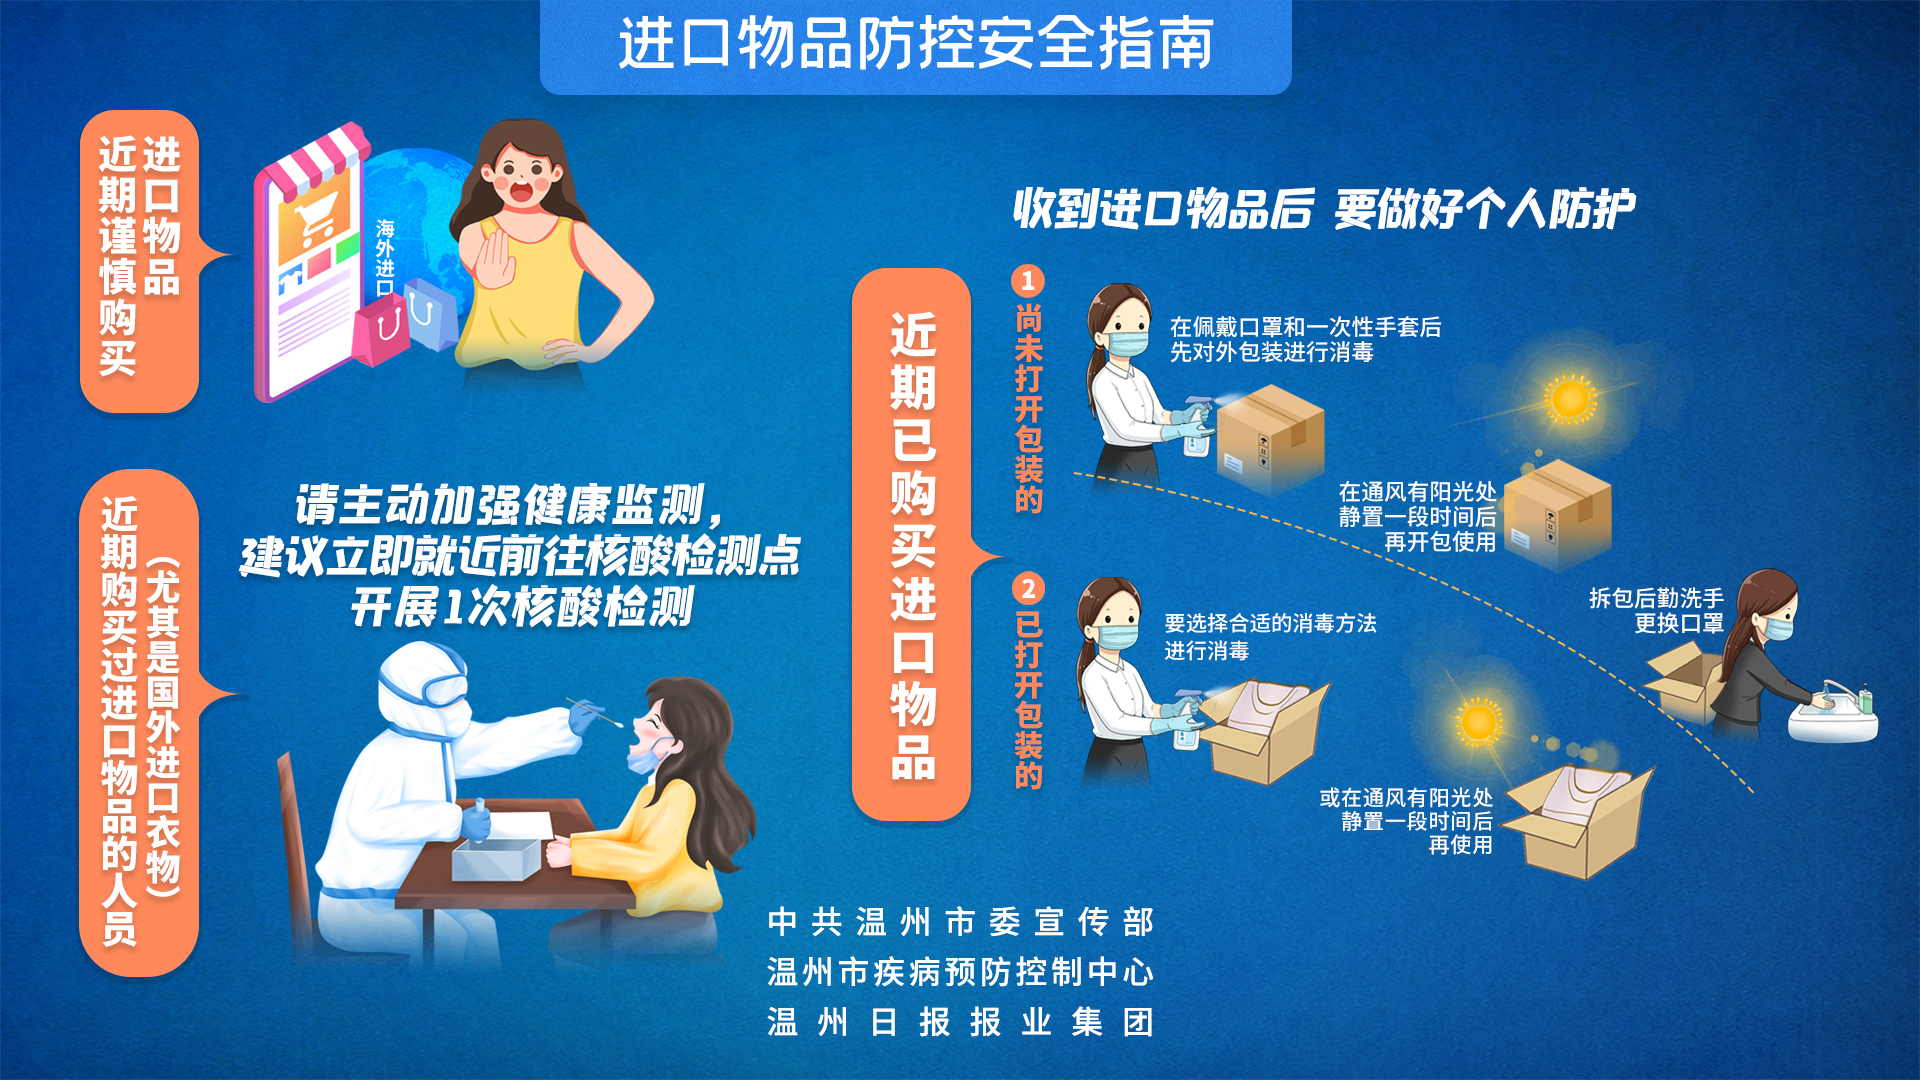 进口物品防控安全指南
进口物品
近期谨慎购买
海外进口
近期购买过进口物品的人员
（尤其是国外进口衣物）
请主动加强健康监测，
建议立即就近前往核酸检测点
开展1次核酸检测
近期已购买进口物品
收到进口物品后 要做好个人防护
1
尚未打开包装的
在佩戴口罩和一次性手套后
先对外包装进行消毒
在通风有阳光处
静置一段时间后
再开包使用
拆包后勤洗手
更换口罩
2
已打开包装的
要选择合适的消毒方法
进行消毒
或在通风有阳光处
静置一段时间后
再使用
中共温州市委宣传部
温州市疾病预防控制中心
温州日报报业集团